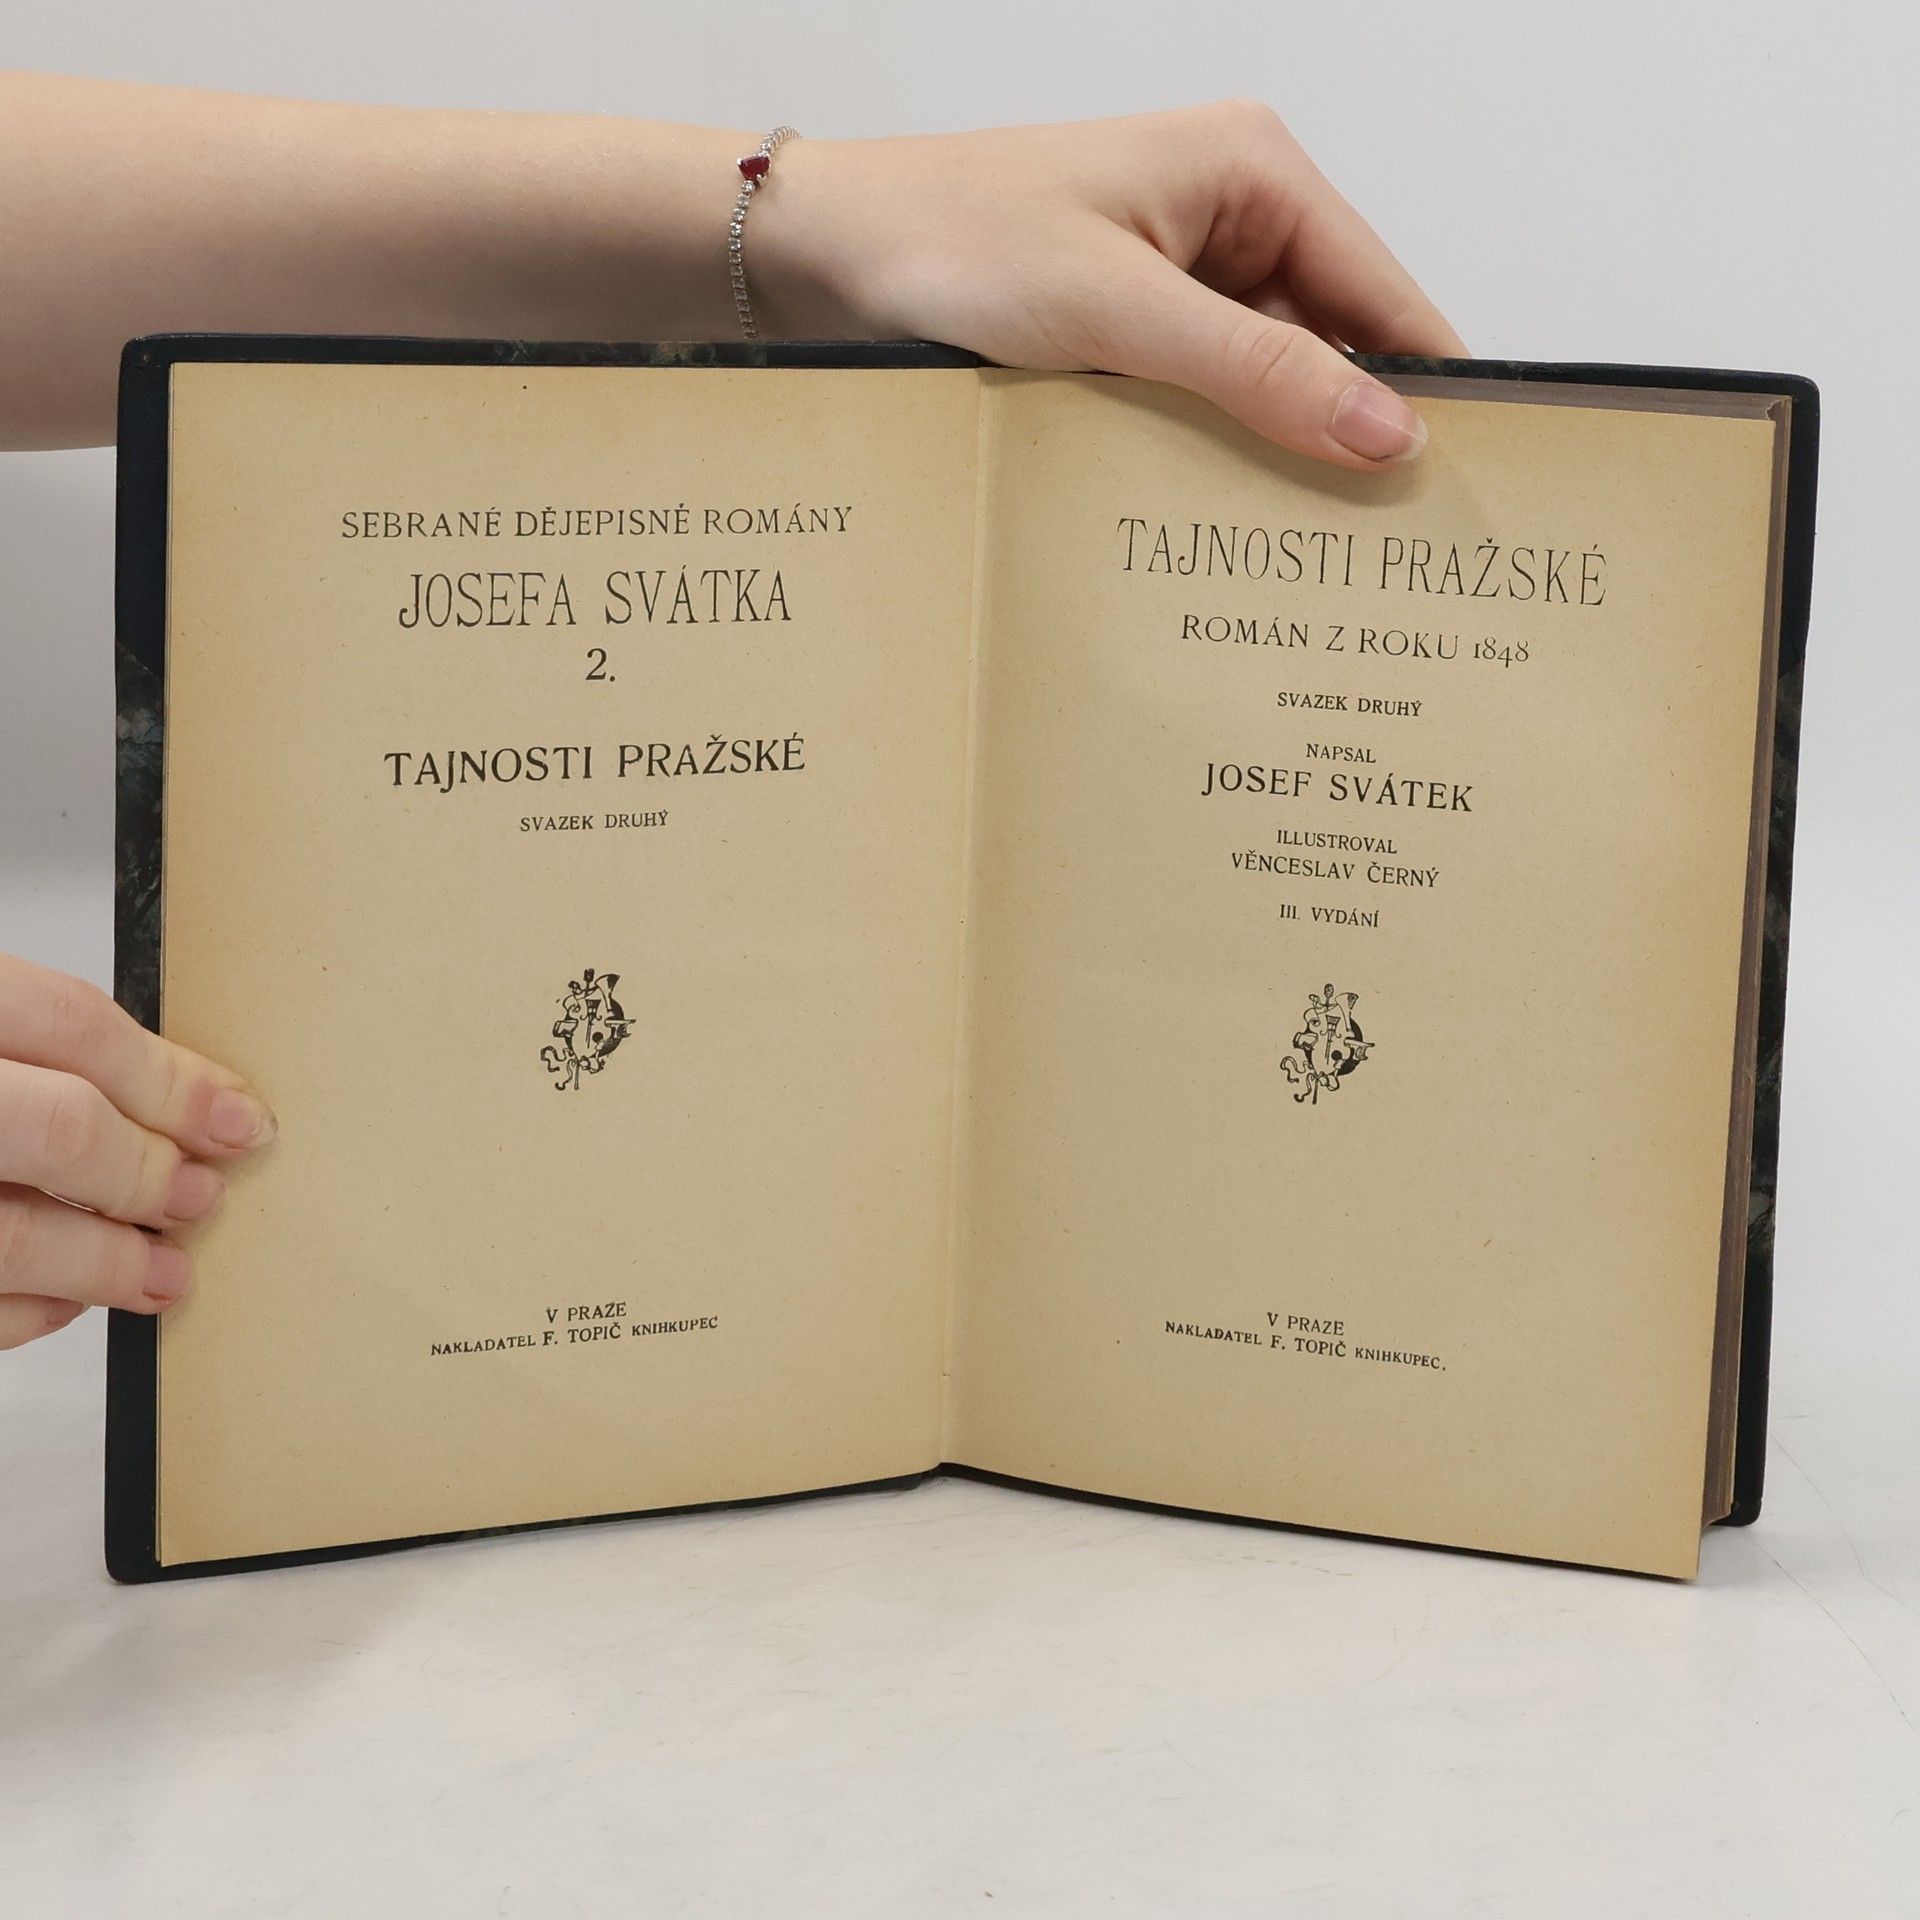 SEBRANÉ DĚJEPISNÉ ROMÁNY
JOSEFA SVÁTKA
2.
TAJNOSTI PRAŽSKÉ
SVAZEK DRUHÝ
V PRAZE
NAKLADATEL F. TOPIČ KNIHKUPEC
TAJNOSTI PRAŽSKÉ
ROMÁN Z ROKU 1848
SVAZEK DRUHÝ
NAPSAL
JOSEF SVÁTEK
ILLUSTROVAL
VĚNCESLAV ČERNÝ
III. VYDÁNÍ
V PRAZE
NAKLADATEL F. TOPIČ KNIHKUPEC.